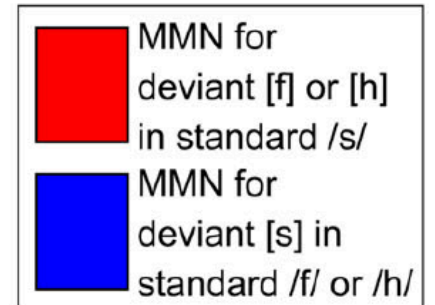 MMN for
deviant [f] or [h]
in standard /s/
MMN for
deviant [s] in
standard /f/ or /h/